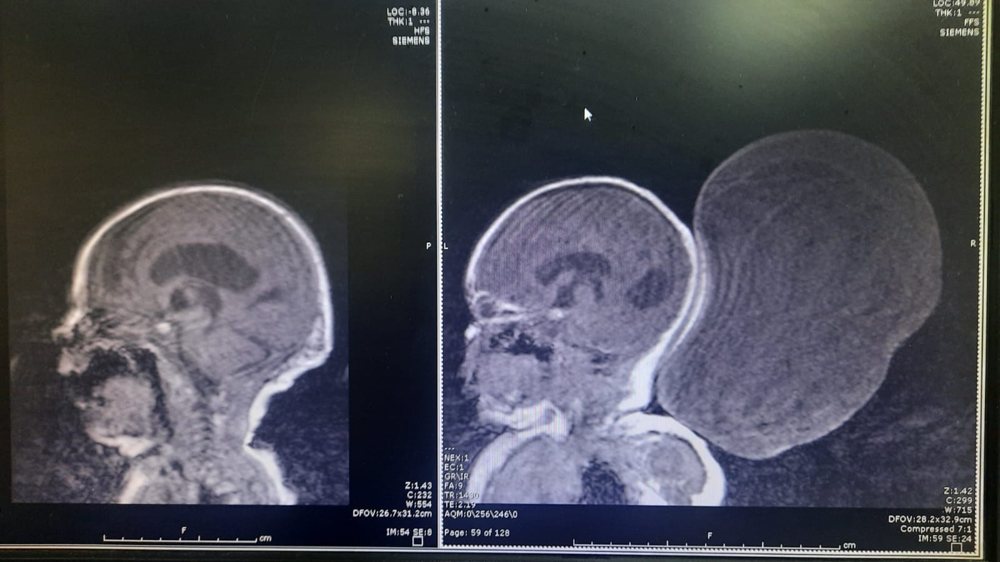 LOC:-8.36
THK:1 ---
HFS
SIEMENS
P
Z:1.43
C:232
W:554
DFOV:26.7x31.2cm
IM:54 SE:8
F
cm
LOC:49.09
THK:1 ---
FFS
SIEMENS
L
R
---
NEX:1
EC:1
GR\IR
FA:9
TR:1430
TE:2.19
AQM:0\256\246\0
Page: 59 of 128
Z:1.42
C:299
W:715
DFOV:28.2x32.9cm
Compressed 7:1
IM:59 SE:24
F
cm